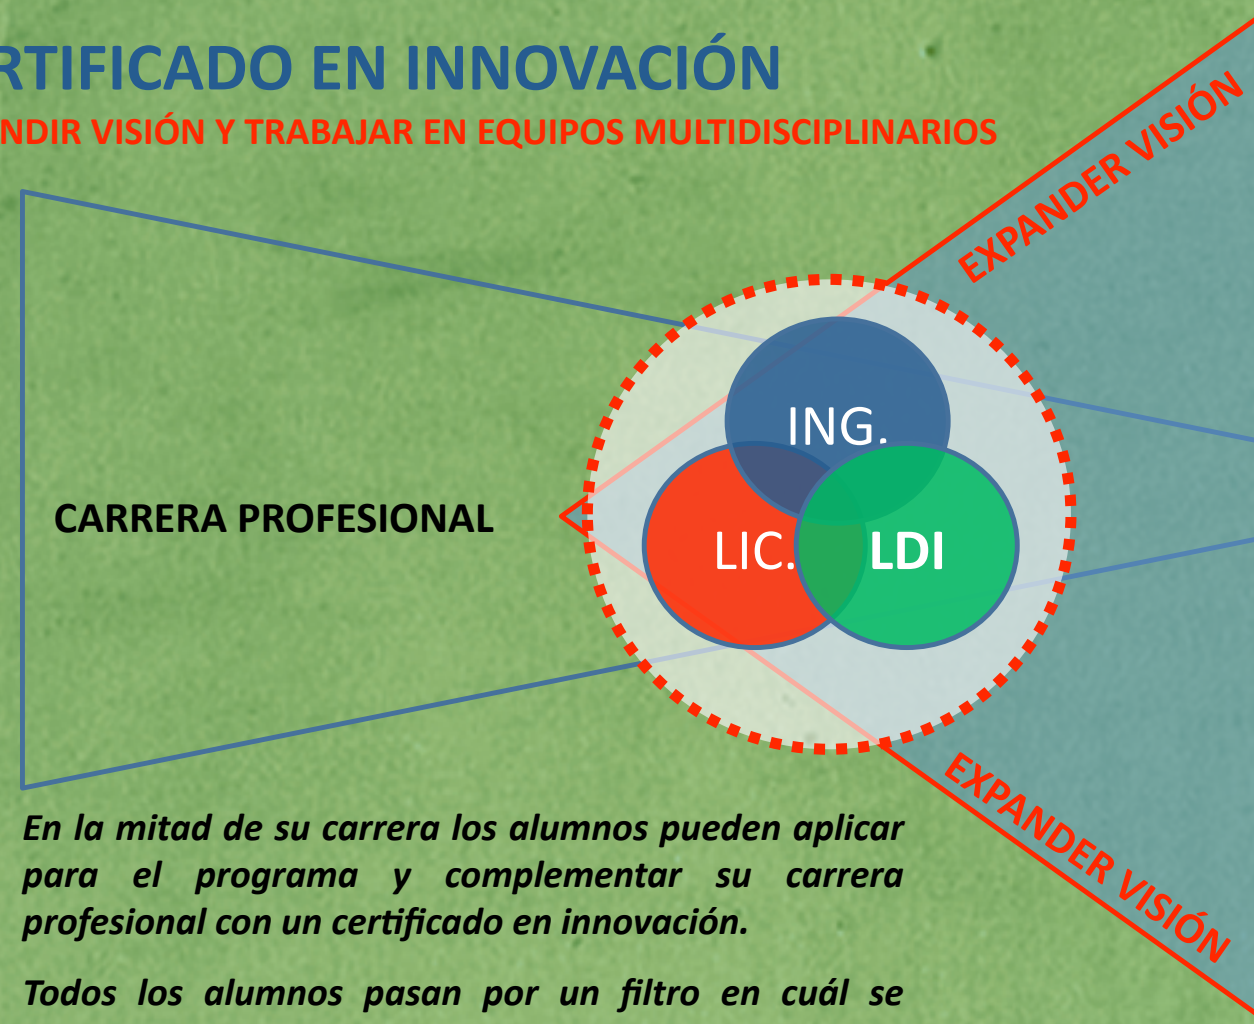 RTIFICADO EN INNOVACIÓN
NDIR VISIÓN Y TRABAJAR EN EQUIPOS MULTIDISCIPLINARIOS
EXPANDER VISIÓN
ING.
CARRERA PROFESIONAL
LIC.
LDI
EXPANDER VISIÓN
En la mitad de su carrera los alumnos pueden aplicar
para el programa y complementar su carrera
profesional con un certificado en innovación.
Todos los alumnos pasan por un filtro en cuál se